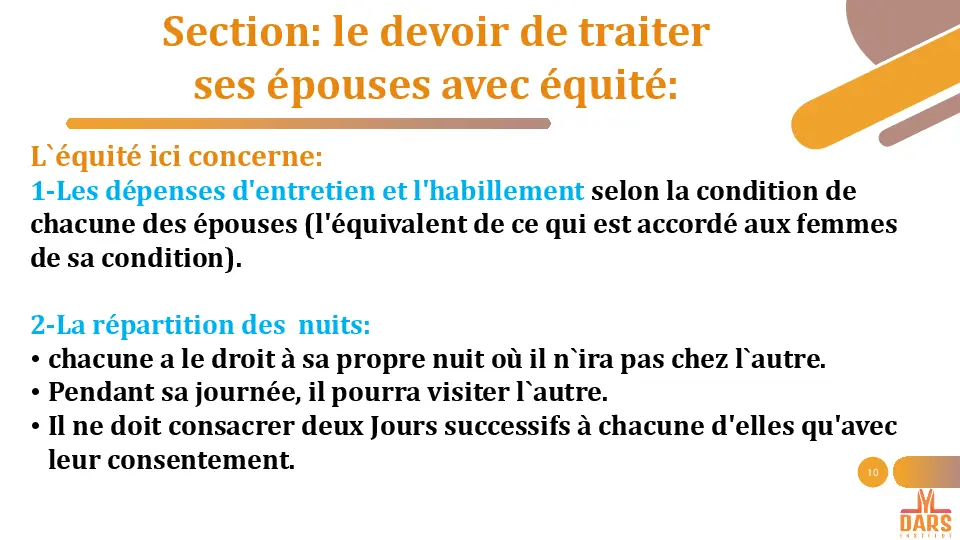 Section: le devoir de traiter
ses épouses avec équité:
L`équité ici concerne:
1-Les dépenses d'entretien et l'habillement selon la condition de
chacune des épouses (l'équivalent de ce qui est accordé aux femmes
de sa condition).
2-La répartition des  nuits:
• chacune a le droit à sa propre nuit où il n`ira pas chez l`autre.
• Pendant sa journée, il pourra visiter l`autre.
• Il ne doit consacrer deux Jours successifs à chacune d'elles qu'avec
leur consentement.
10
DARS
INSTITUT